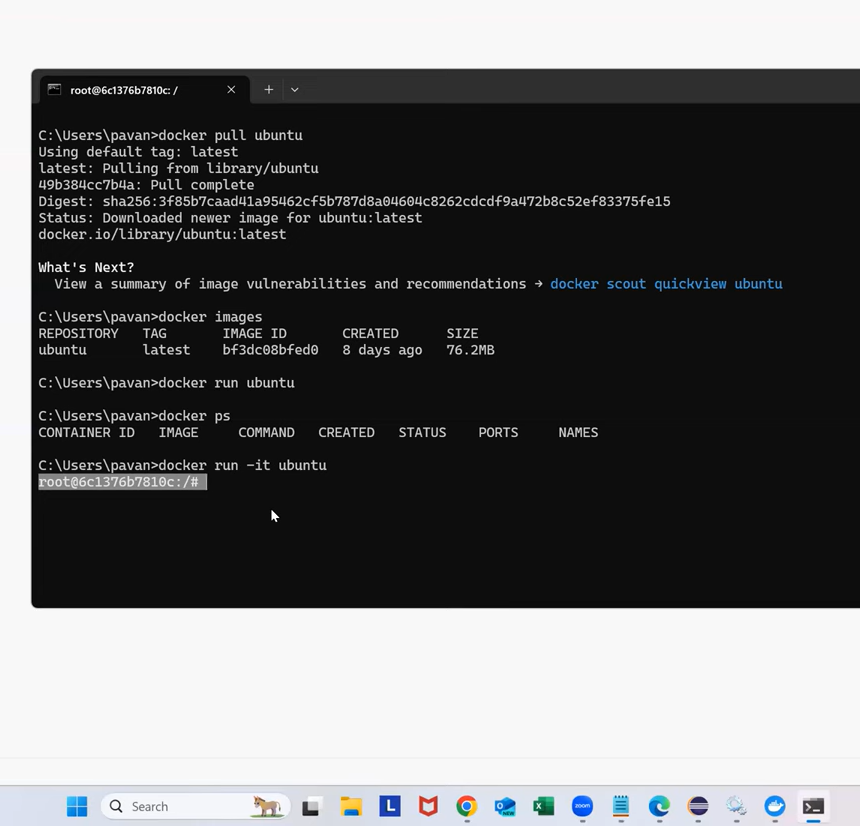 root@6c1376b7810c: /
C:\Users\pavan>docker pull ubuntu
Using default tag: latest
latest: Pulling from library/ubuntu
49b384cc7b4a: Pull complete
Digest: sha256:3f85b7caad41a95462cf5b787d8a04604c8262cdcdf9a472b8c52ef83375fe15
Status: Downloaded newer image for ubuntu:latest
docker.io/library/ubuntu:latest
What's Next?
View a summary of image vulnerabilities and recommendations → docker scout quickview ubuntu
C:\Users\pavan>docker images
REPOSITORY TAG IMAGE ID CREATED SIZE
ubuntu latest bf3dc08bfed0 8 days ago 76.2MB
C:\Users\pavan>docker run ubuntu
C:\Users\pavan>docker ps
CONTAINER ID IMAGE COMMAND CREATED STATUS PORTS NAMES
C:\Users\pavan>docker run -it ubuntu
root@6c1376b7810c:/#
Search
L
NEW
zoom